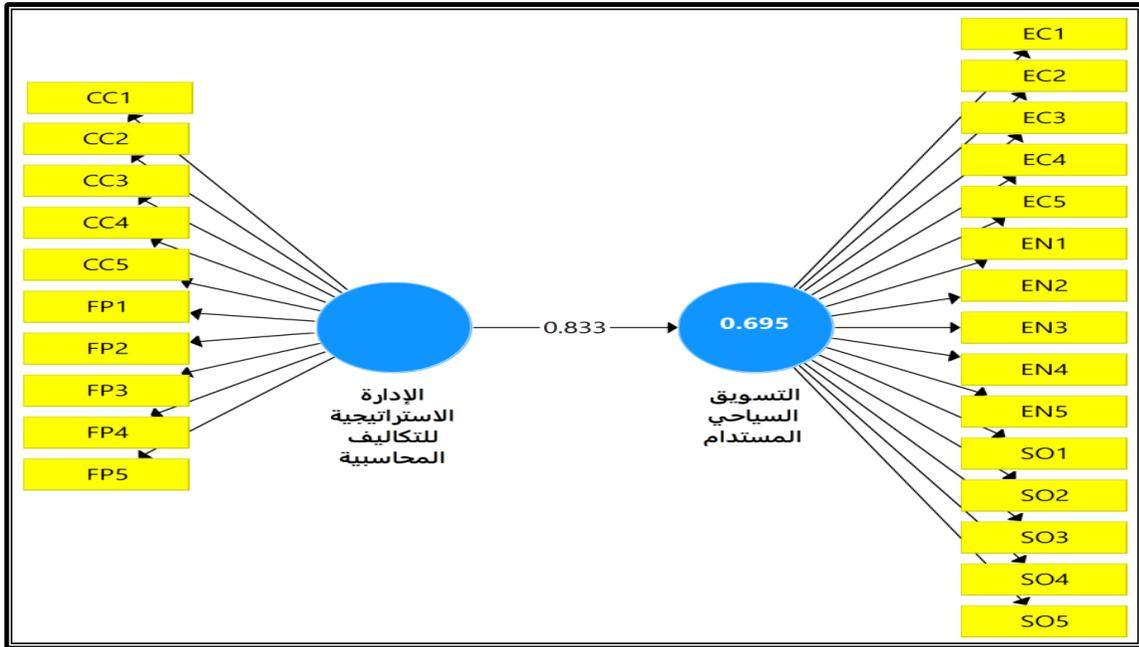 CC1
CC2
CC3
CC4
CC5
FP1
FP2
FP3
FP4
FP5
الإدارة
الاستراتيجية
للتكاليف
المحاسبية
0.833
0.695
التسويق
السياحي
المستدام
EC1
EC2
EC3
EC4
EC5
EN1
EN2
EN3
EN4
EN5
SO1
SO2
SO3
SO4
SO5